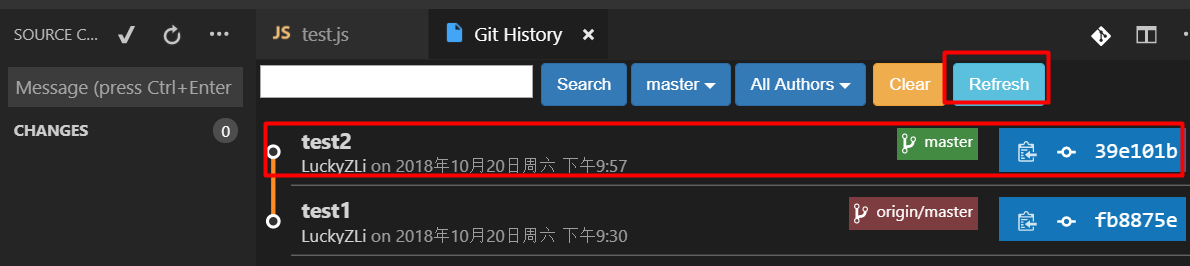 SOURCE C...
JS test.js
Git History
Message (press Ctrl+Enter
Search
master
All Authors
Clear
Refresh
CHANGES
0
test2
master
39e101b
LuckyZLi on 2018年10月20日周六 下午9:57
test1
origin/master
fb8875e
LuckyZLi on 2018年10月20日周六 下午9:30